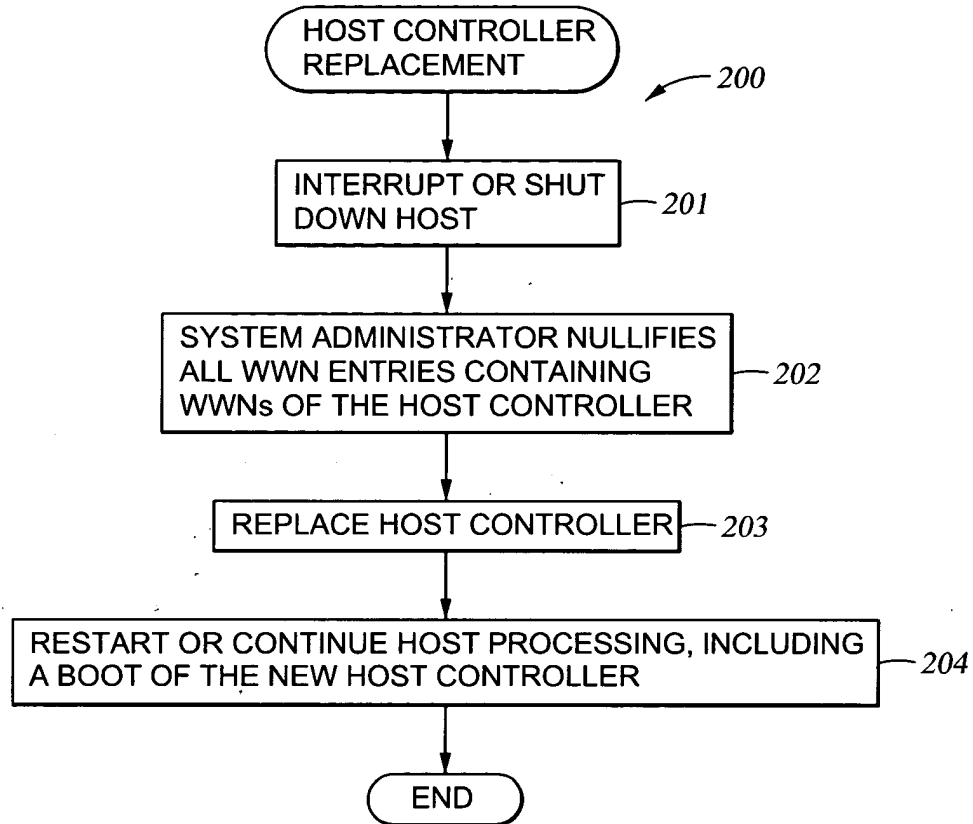 HOST CONTROLLER
REPLACEMENT
200
INTERRUPT OR SHUT
DOWN HOST
201
SYSTEM ADMINISTRATOR NULLIFIES
ALL WWN ENTRIES CONTAINING
WWNs OF THE HOST CONTROLLER
202
REPLACE HOST CONTROLLER
203
RESTART OR CONTINUE HOST PROCESSING, INCLUDING
A BOOT OF THE NEW HOST CONTROLLER
204
END